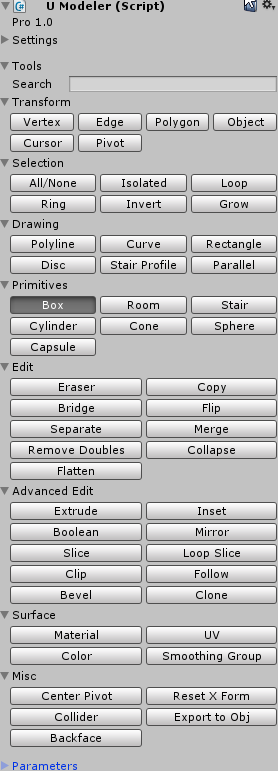 U Modeler (Script)
Pro 1.0
Settings
Tools
Search
Transform
Vertex Edge Polygon Object
Cursor Pivot
Selection
All/None Isolated Loop
Ring Invert Grow
Drawing
Polyline Curve Rectangle
Disc Stair Profile Parallel
Primitives
Box Room Stair
Cylinder Cone Sphere
Capsule
Edit
Eraser Copy
Bridge Flip
Separate Merge
Remove Doubles Collapse
Flatten
Advanced Edit
Extrude Inset
Boolean Mirror
Slice Loop Slice
Clip Follow
Bevel Clone
Surface
Material UV
Color Smoothing Group
Misc
Center Pivot Reset X Form
Collider Export to Obj
Backface
Parameters